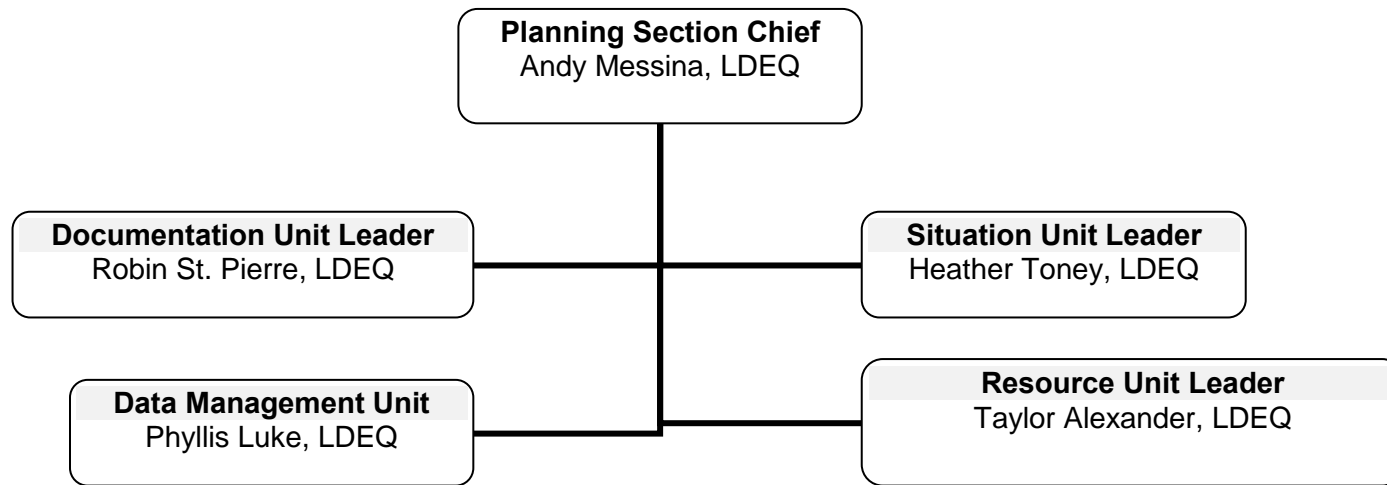 Planning Section Chief
Andy Messina, LDEQ
Documentation Unit Leader
Robin St. Pierre, LDEQ
Situation Unit Leader
Heather Toney, LDEQ
Data Management Unit
Phyllis Luke, LDEQ
Resource Unit Leader
Taylor Alexander, LDEQ